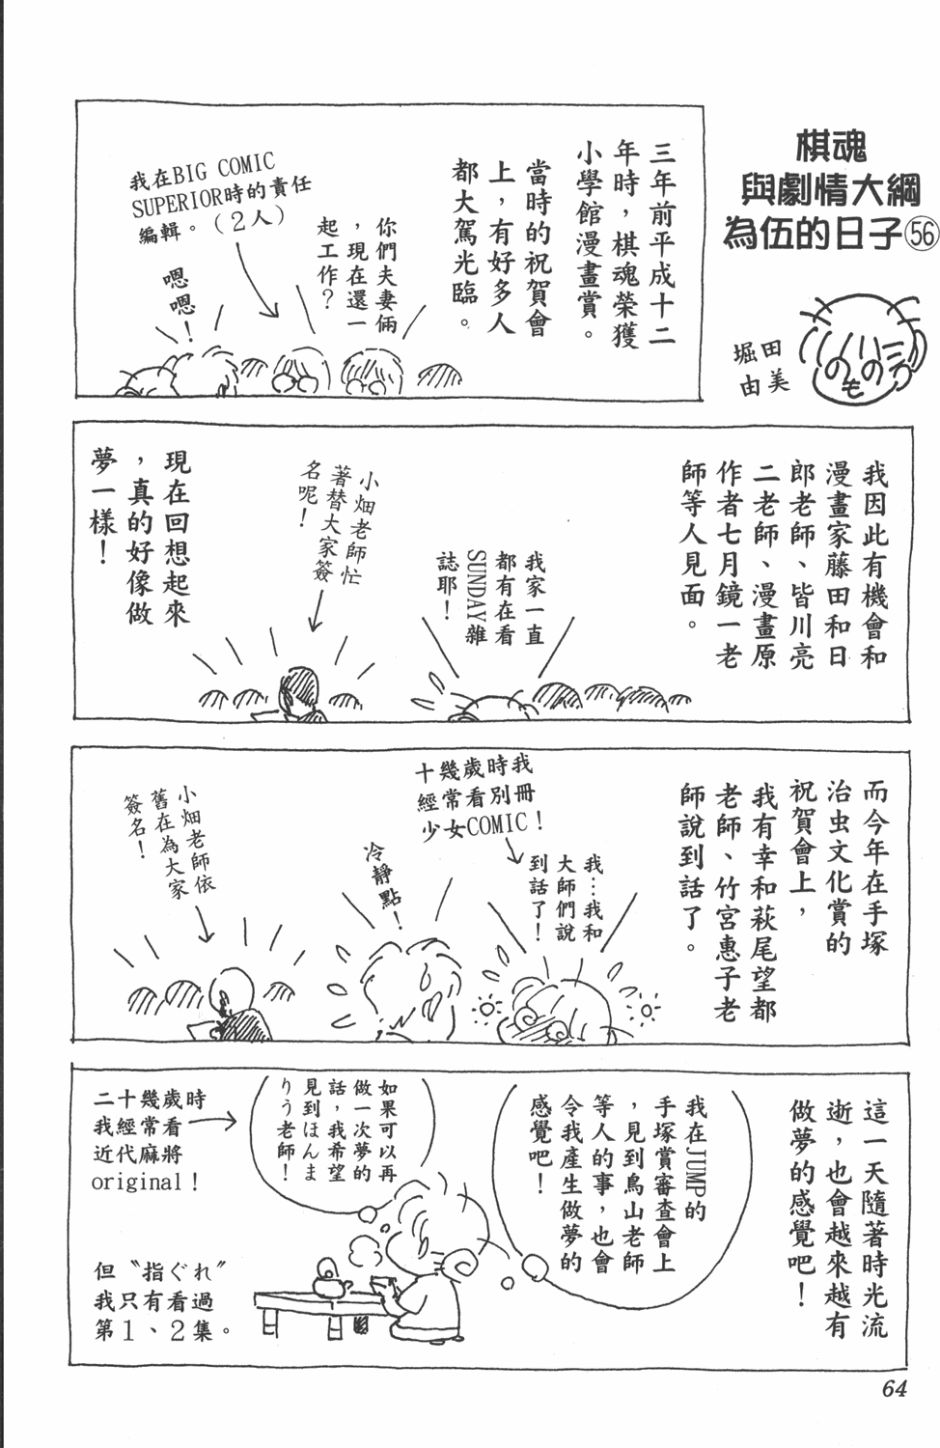 棋魂
與劇情大綱
為伍的日子56
堀田
由美
三年前平成十二
年時，棋魂榮獲
小學館漫畫賞。
當時的祝賀會
上，有好多人
都大駕光臨。
你們夫妻倆
，現在還一
起工作？
我在BIG COMIC
SUPERIOR時的責任
編輯。（２人）
嗯嗯！
我因此有機會和
漫畫家藤田和日
郎老師、皆川亮
二老師、漫畫原
作者七月鏡一老
師等人見面。
我家一直
都有在看
SUNDAY雜
誌耶！
小畑老師忙
著替大家簽
名呢！
現在回想起來
，真的好像做
夢一樣！
而今年在手塚
治虫文化賞的
祝賀會上，
我有幸和萩尾望都
老師、竹宮惠子老
師說到話了。
十幾歲時我
經常看別冊
少女COMIC！
我…我和
大師們說
到話了！
冷靜點！
小畑老師依
舊在為大家
簽名！
這一天隨著時光流
逝，也會越來越有
做夢的感覺吧！
我在JUMP的
手塚賞審查會上
，見到鳥山老師
等人的事，也會
令我產生做夢的
感覺吧！
如果可以再
做一次夢的
話，我希望
見到ほんま
りう老師！
二十幾歲時
我經常看
近代麻將
original！
但〝指ぐれ〞
我只有看過
第１、２集。
64